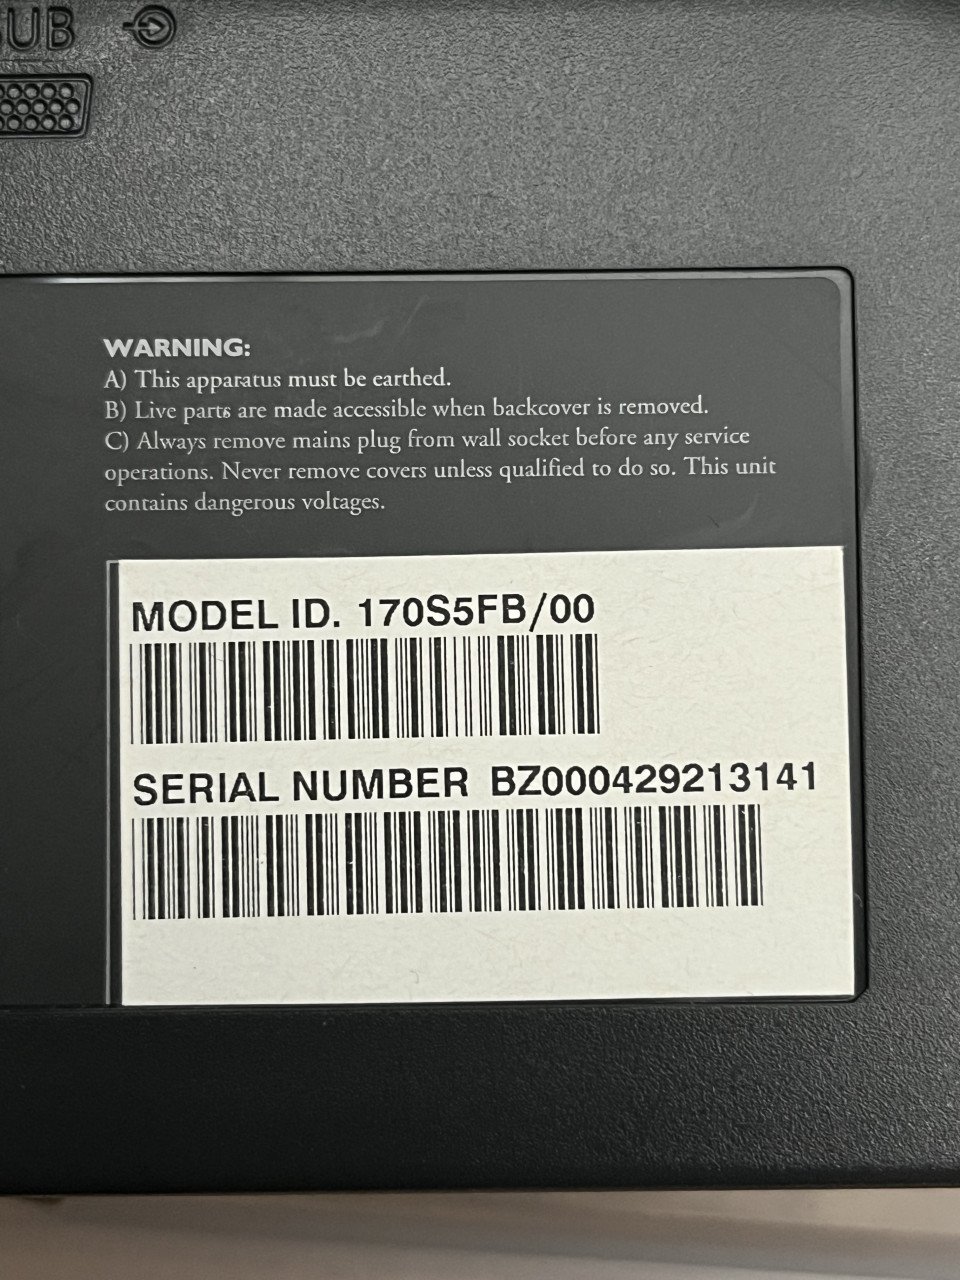 SUB
WARNING:
A) This apparatus must be earthed.
B) Live parts are made accessible when backcover is removed.
C) Always remove mains plug from wall socket before any service
operations. Never remove covers unless qualified to do so. This unit
contains dangerous voltages.
MODEL ID. 170S5FB/00
SERIAL NUMBER BZ000429213141